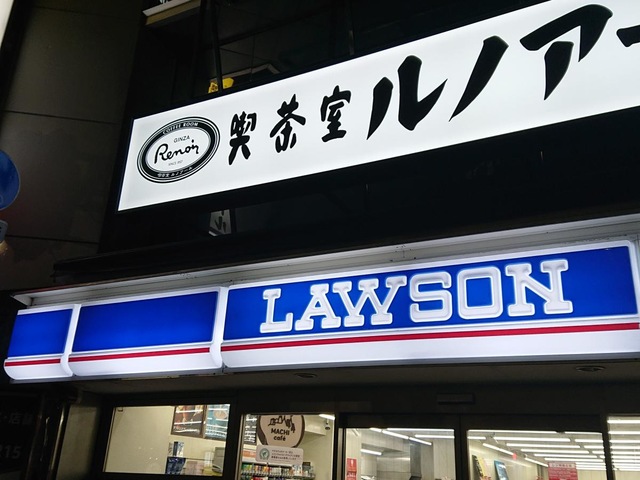 COFFEE ROOM
GINZA
Renoir
喫茶室ルノアー
LAWSON
MACHI
café